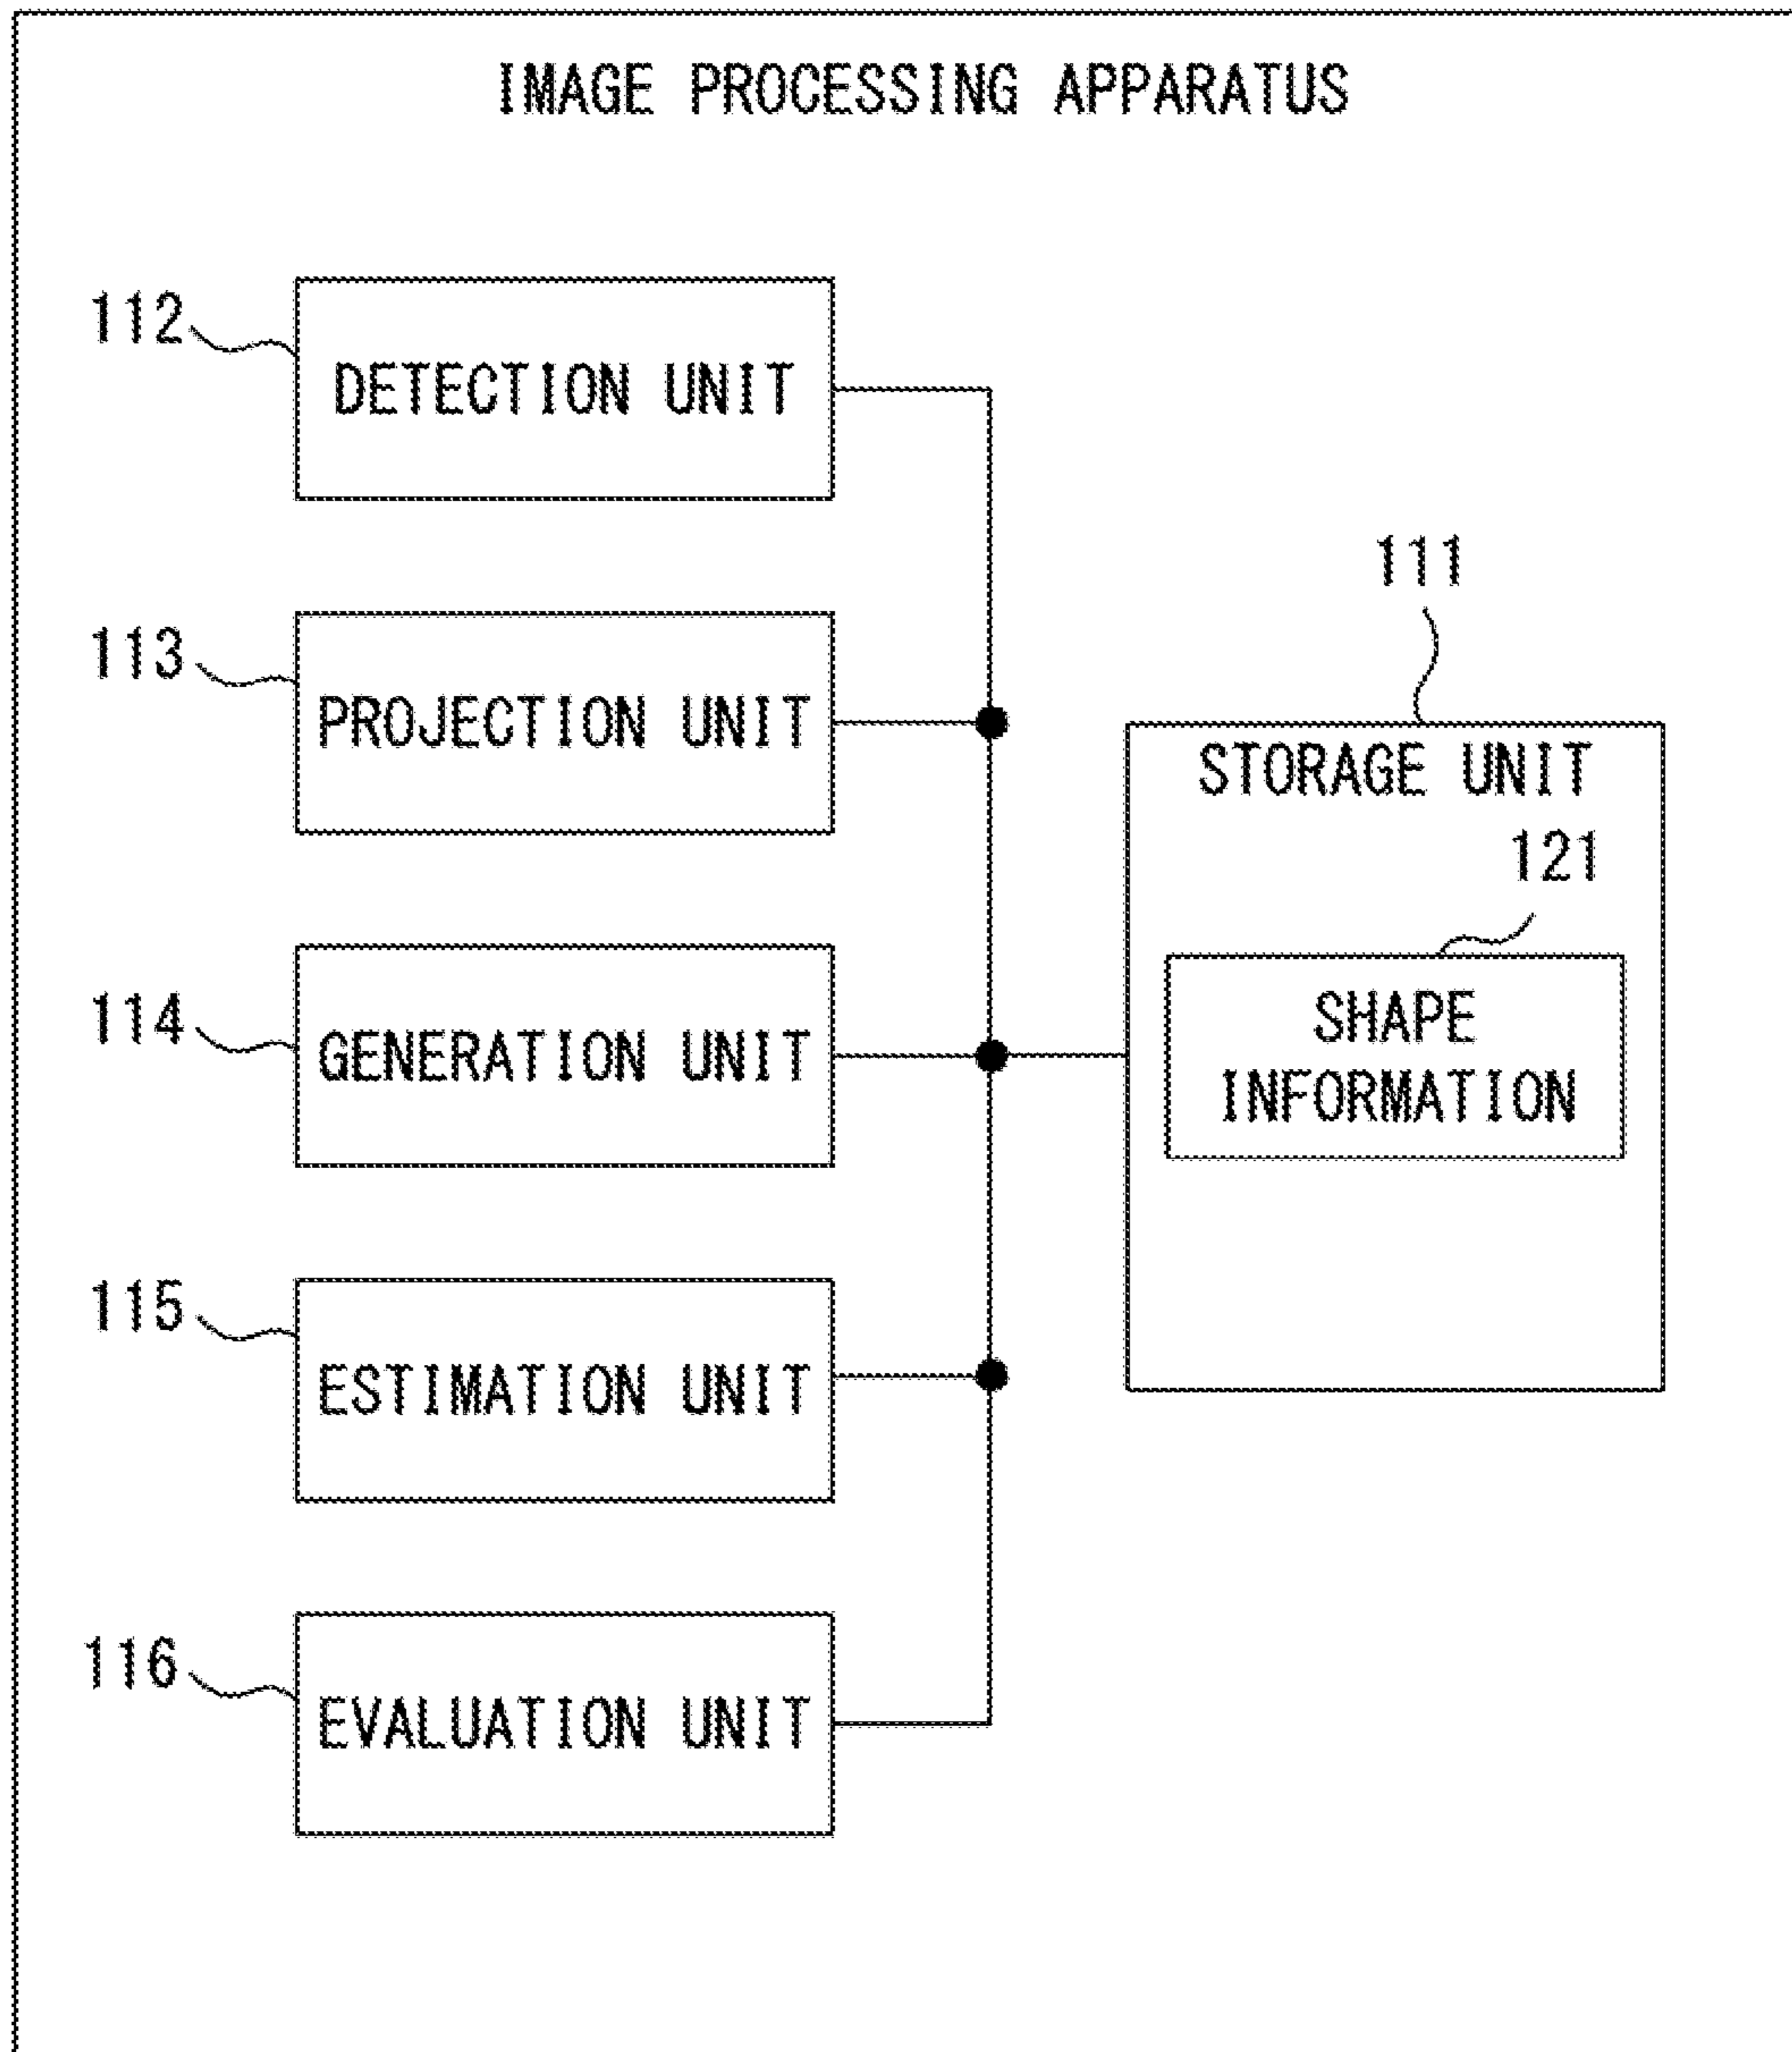 IMAGE PROCESSING APPARATUS
112
DETECTION UNIT
113
PROJECTION UNIT
114
GENERATION UNIT
115
ESTIMATION UNIT
116
EVALUATION UNIT
111
STORAGE UNIT
121
SHAPE
INFORMATION